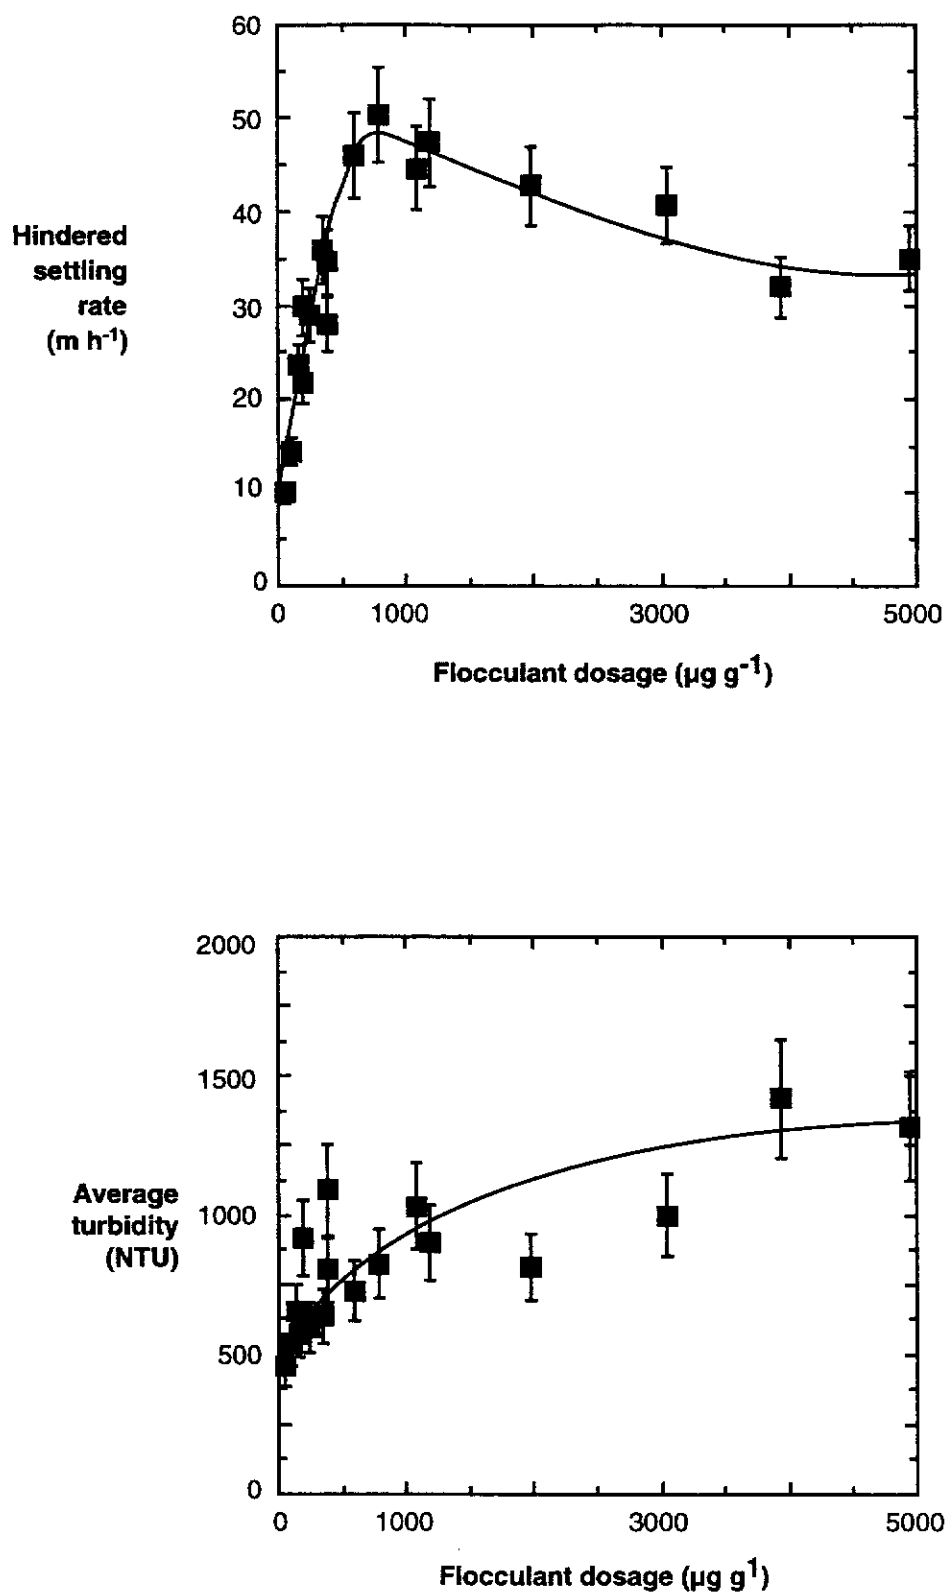 60
50
40
30
20
10
0
Hindered
settling
rate
(m h-1)
0 1000 3000 5000
Flocculant dosage (µg g-1)
2000
1500
1000
500
0
Average
turbidity
(NTU)
0 1000 3000 5000
Flocculant dosage (µg g1)